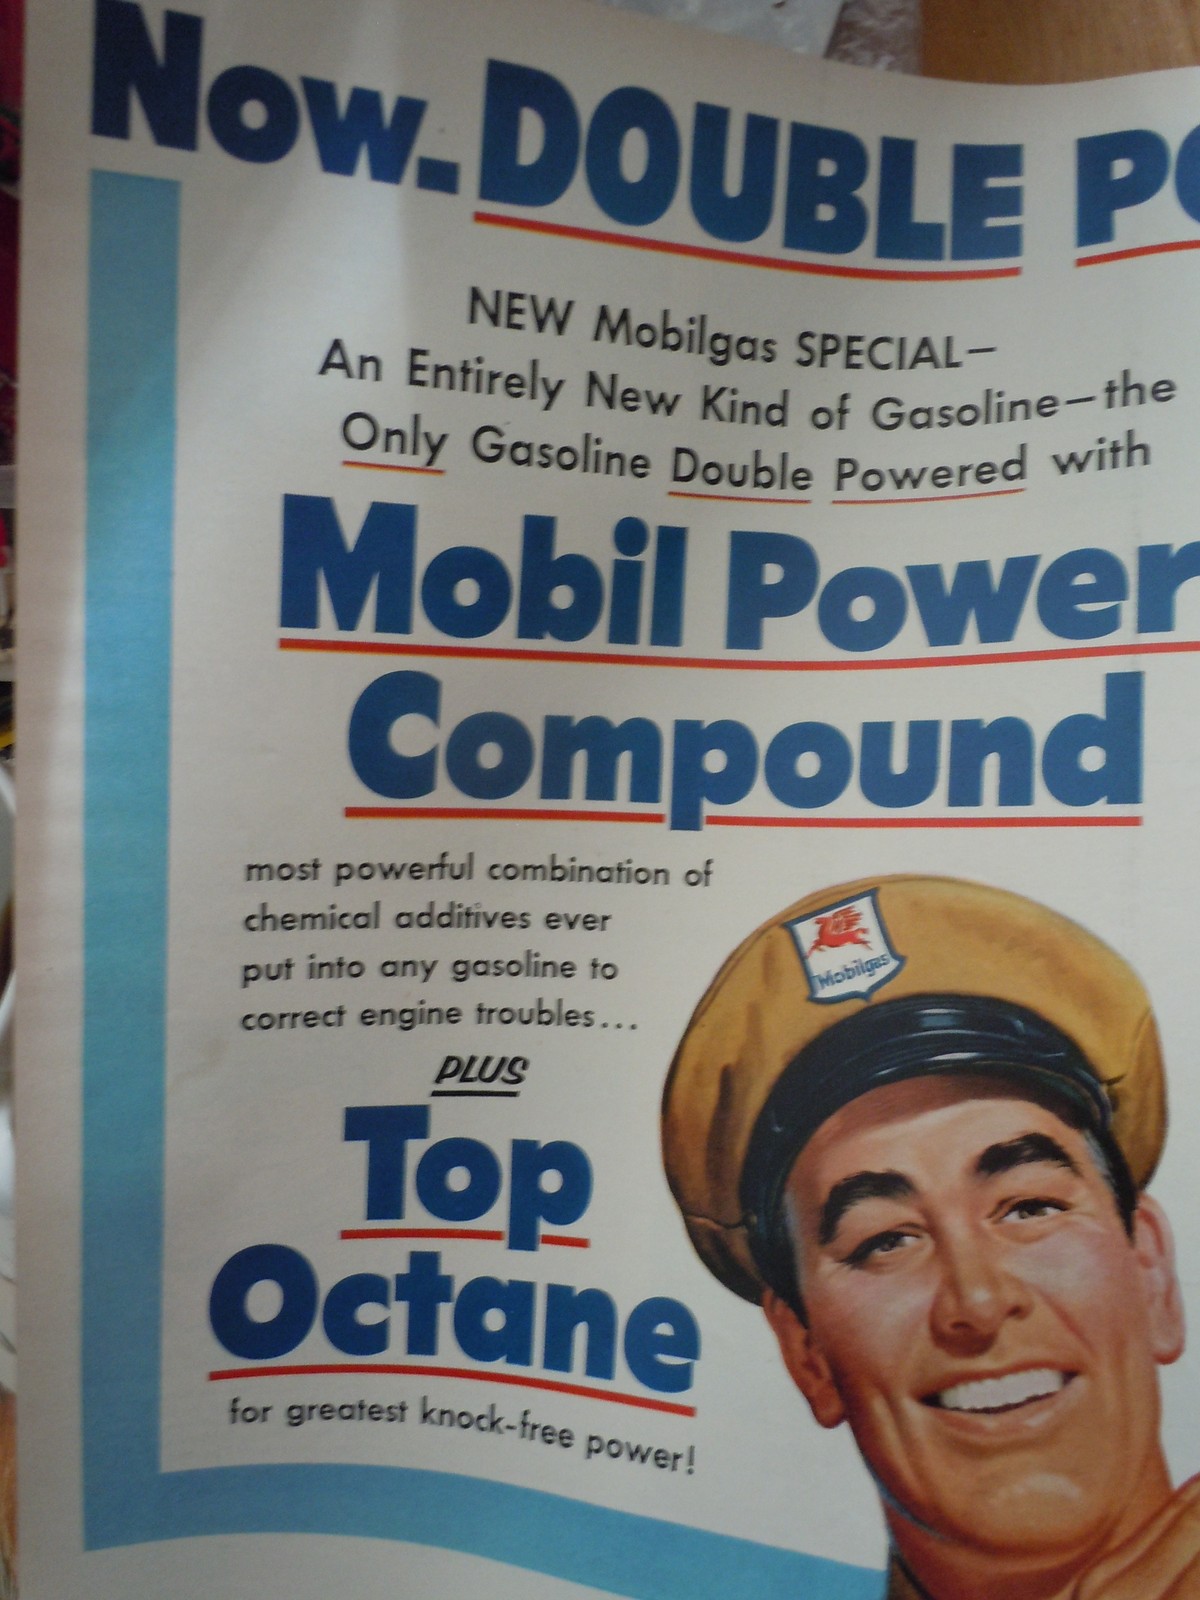 Now. DOUBLE PO
NEW Mobilgas SPECIAL—
An Entirely New Kind of Gasoline—the
Only Gasoline Double Powered with
Mobil Power
Compound
most powerful combination of
chemical additives ever
put into any gasoline to
correct engine troubles...
PLUS
Top
Octane
for greatest knock-free power!
Mobilgas